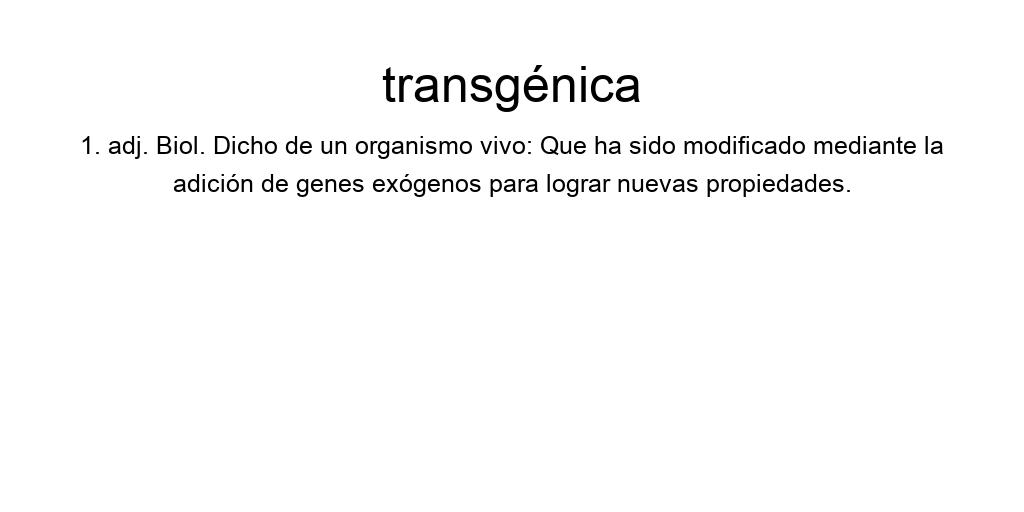 transgénica
1. adj. Biol. Dicho de un organismo vivo: Que ha sido modificado mediante la
adición de genes exógenos para lograr nuevas propiedades.